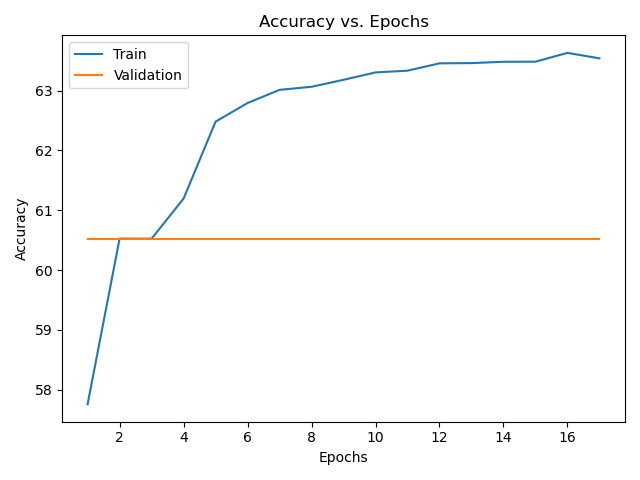 Accuracy vs. Epochs
Train
Validation
63
62
61
60
59
58
Accuracy
2 4 6 8 10 12 14 16
Epochs